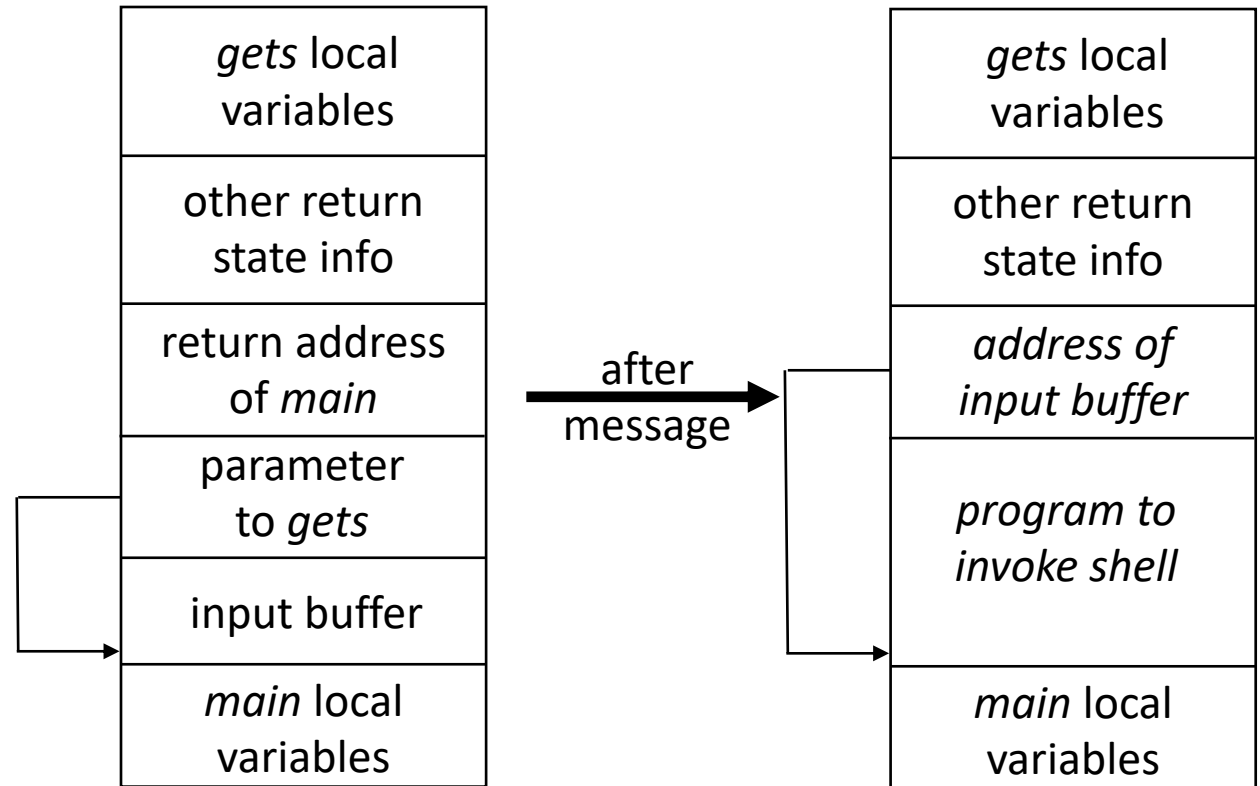 gets local
variables
other return
state info
return address
of main
parameter
to gets
input buffer
main local
variables
after
message
gets local
variables
other return
state info
address of
input buffer
program to
invoke shell
main local
variables